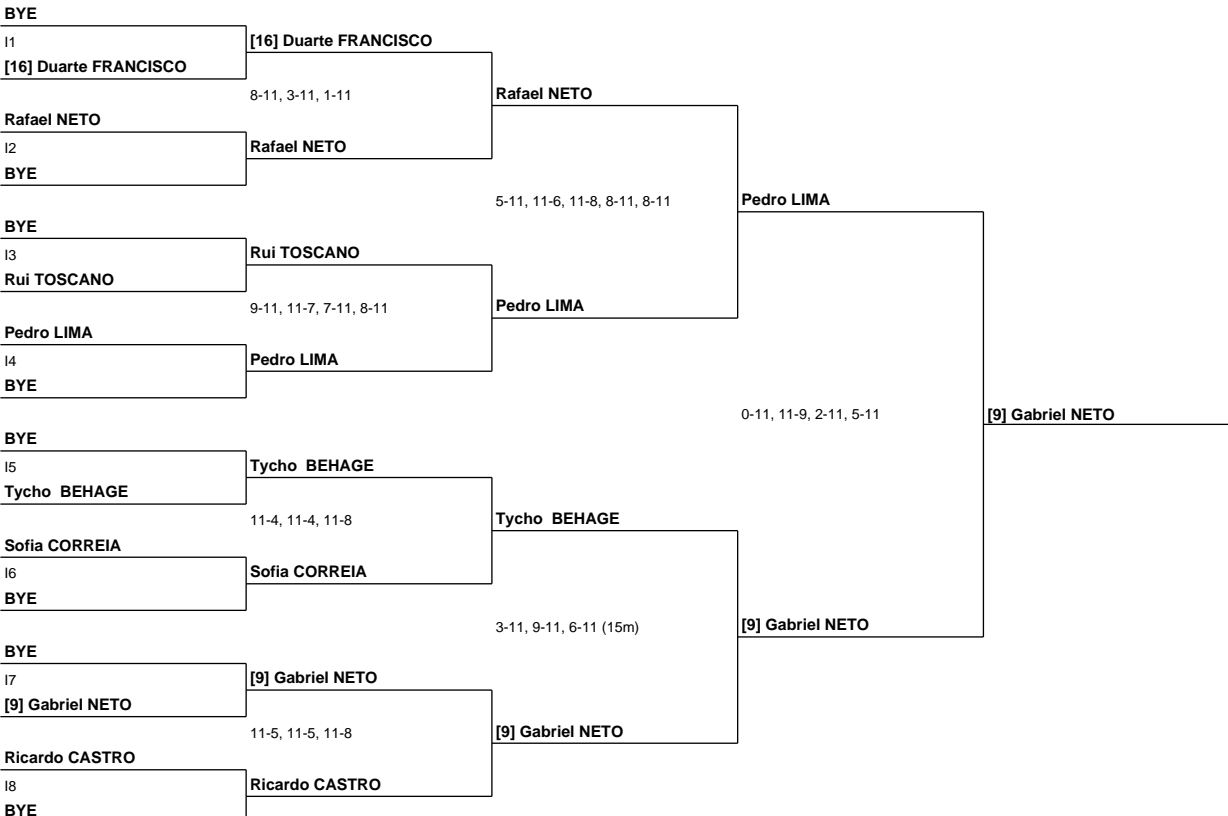 BYE
I1
[16] Duarte FRANCISCO
[16] Duarte FRANCISCO
8-11, 3-11, 1-11
Rafael NETO
Rafael NETO
I2
Rafael NETO
BYE
5-11, 11-6, 11-8, 8-11, 8-11
Pedro LIMA
BYE
I3
Rui TOSCANO
Rui TOSCANO
9-11, 11-7, 7-11, 8-11
Pedro LIMA
Pedro LIMA
I4
Pedro LIMA
BYE
0-11, 11-9, 2-11, 5-11
[9] Gabriel NETO
BYE
I5
Tycho  BEHAGE
Tycho  BEHAGE
11-4, 11-4, 11-8
Tycho  BEHAGE
Sofia CORREIA
I6
Sofia CORREIA
BYE
3-11, 9-11, 6-11 (15m)
[9] Gabriel NETO
BYE
I7
[9] Gabriel NETO
[9] Gabriel NETO
11-5, 11-5, 11-8
[9] Gabriel NETO
Ricardo CASTRO
I8
Ricardo CASTRO
BYE